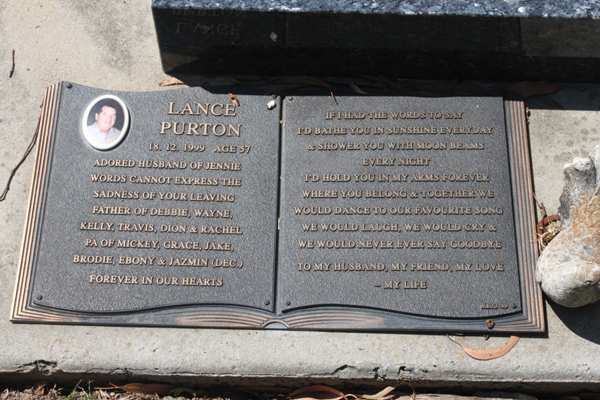 LANCE
PURTON
18. 12. 1999 AGE 57
ADORED HUSBAND OF JENNIE
WORDS CANNOT EXPRESS THE
SADNESS OF YOUR LEAVING
FATHER OF DEBBIE, WAYNE,
KELLY, TRAVIS, DION & RACHEL
PA OF MICKEY, GRACE, JAKE,
BRODIE, EBONY & JAZMIN (DEC.)
FOREVER IN OUR HEARTS
IF I HAD THE WORDS TO SAY
I'D BATHE YOU IN SUNSHINE EVERYDAY
& SHOWER YOU WITH MOON BEAMS
EVERY NIGHT
I'D HOLD YOU IN MY ARMS FOREVER
WHERE YOU BELONG & TOGETHER WE
WOULD DANCE TO OUR FAVOURITE SONG
WE WOULD LAUGH, WE WOULD CRY &
WE WOULD NEVER EVER SAY GOODBYE
TO MY HUSBAND, MY FRIEND, MY LOVE
– MY LIFE